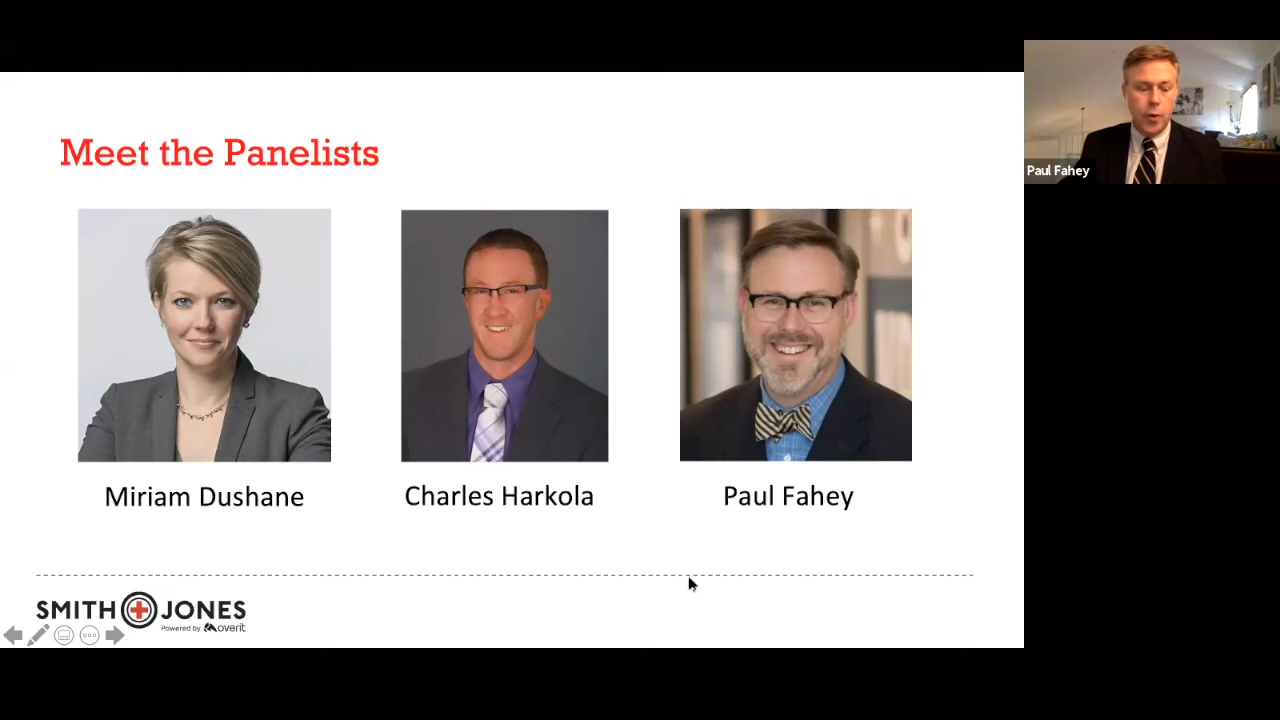 Meet the Panelists
Paul Fahey
Miriam Dushane
Charles Harkola
Paul Fahey
SMITH JONES
Powered by overit